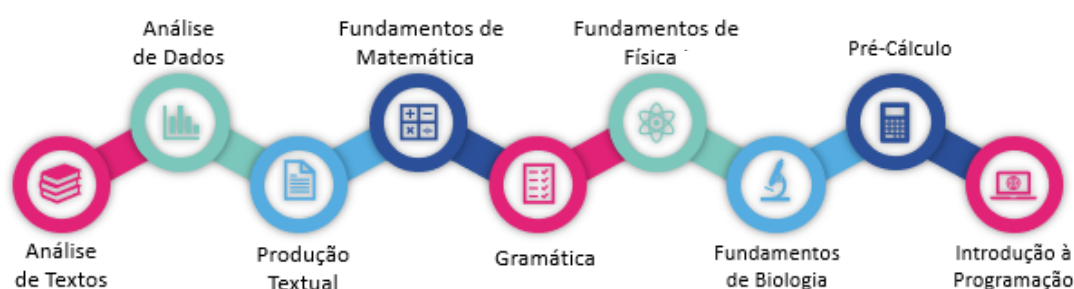 Análise
de Textos
Análise
de Dados
Produção
Textual
Fundamentos de
Matemática
Gramática
Fundamentos de
Física
Fundamentos
de Biologia
Pré-Cálculo
Introdução à
Programação